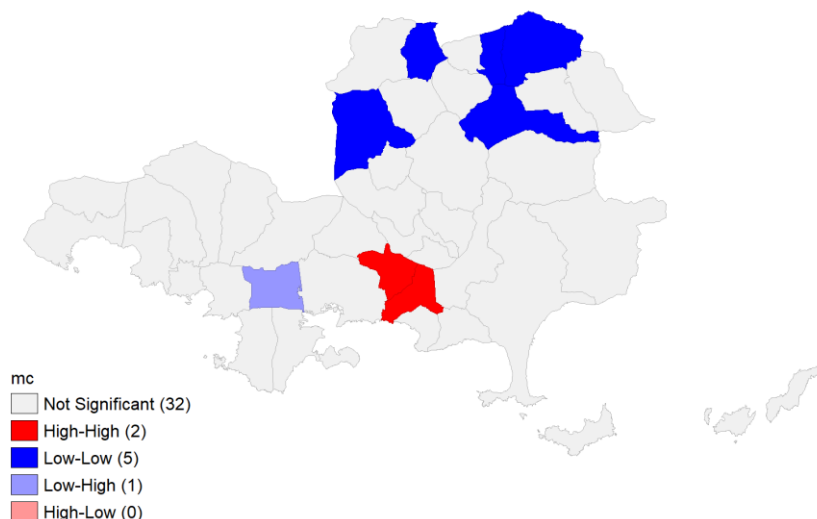 mc
Not Significant (32)
High-High (2)
Low-Low (5)
Low-High (1)
High-Low (0)